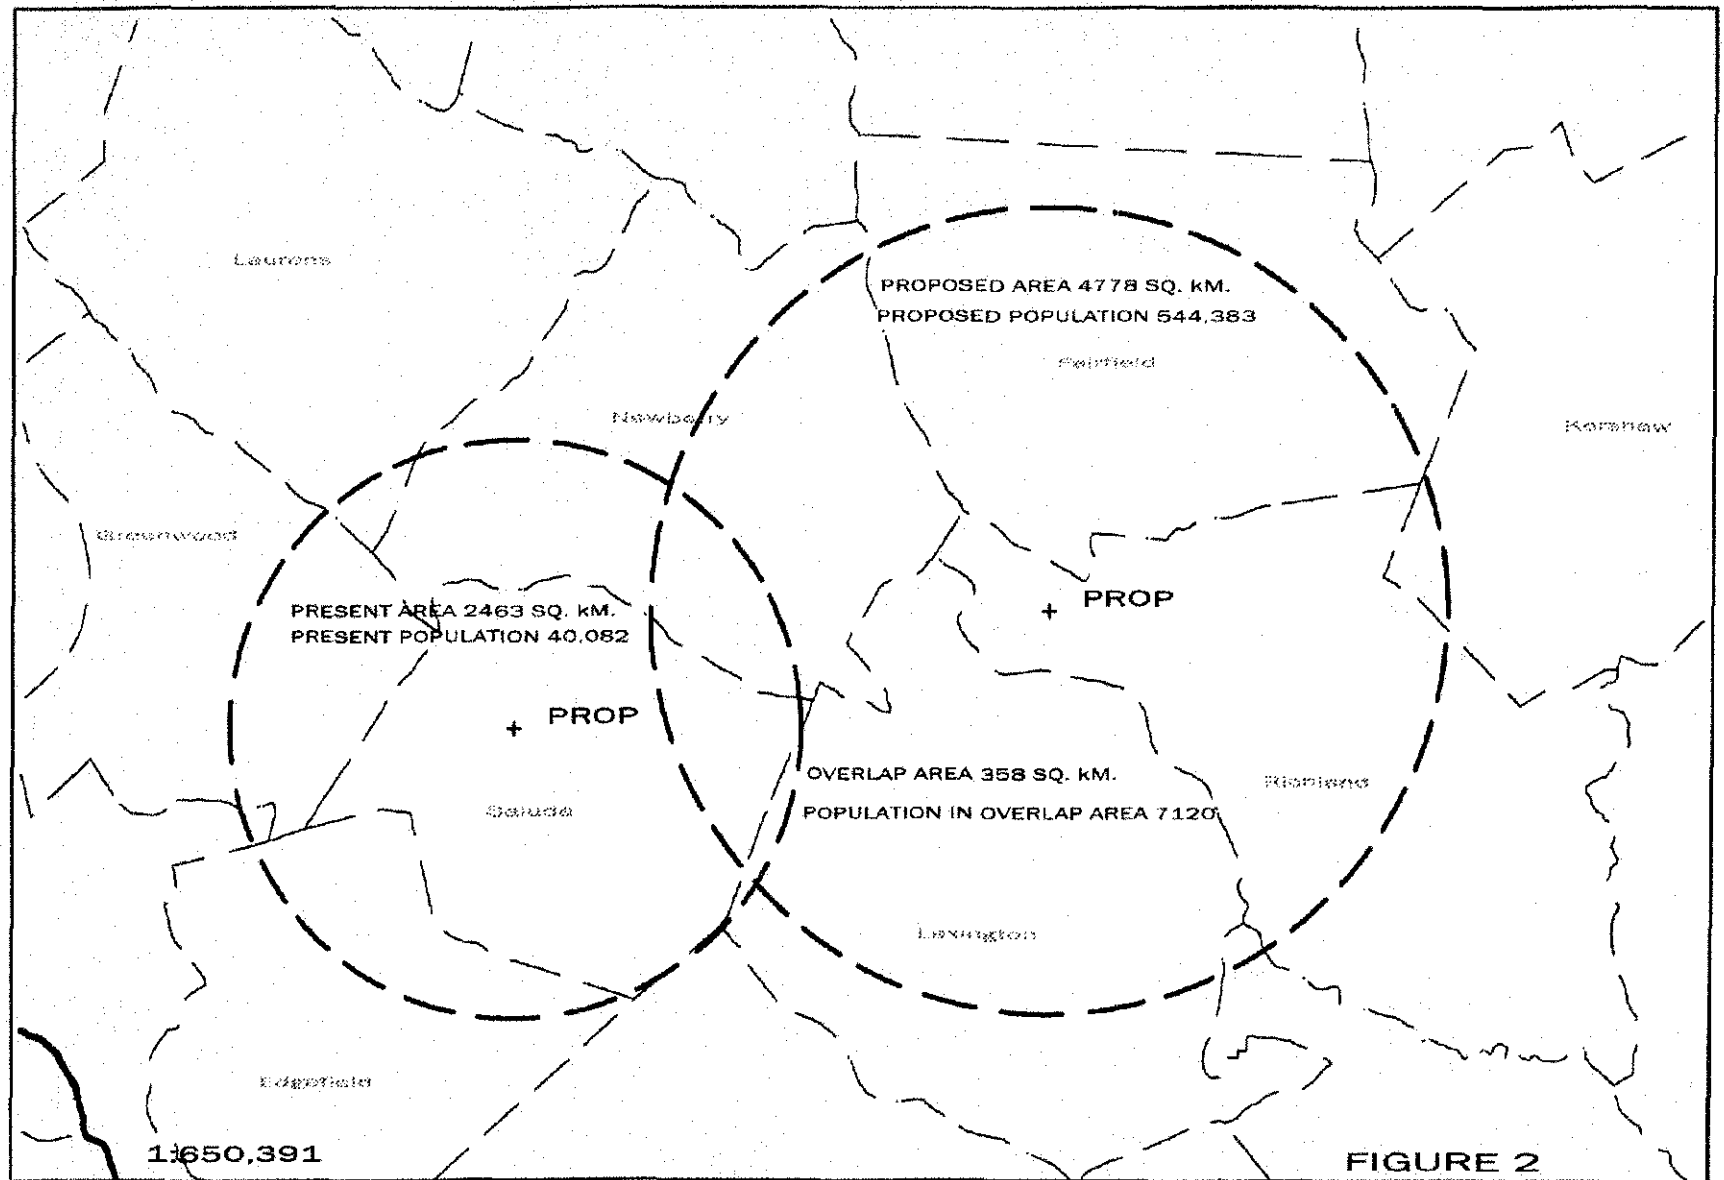 PROPOSED AREA 4778 SQ. kM.
PROPOSED POPULATION 544,383
Laurens
Fairfield
Newberry
Kershaw
Greenwood
PRESENT AREA 2463 SQ. kM.
PRESENT POPULATION 40,082
+ PROP
+ PROP
OVERLAP AREA 358 SQ. kM.
POPULATION IN OVERLAP AREA 7120
Richland
Saluda
Lexington
Edgefield
1:650,391
FIGURE 2